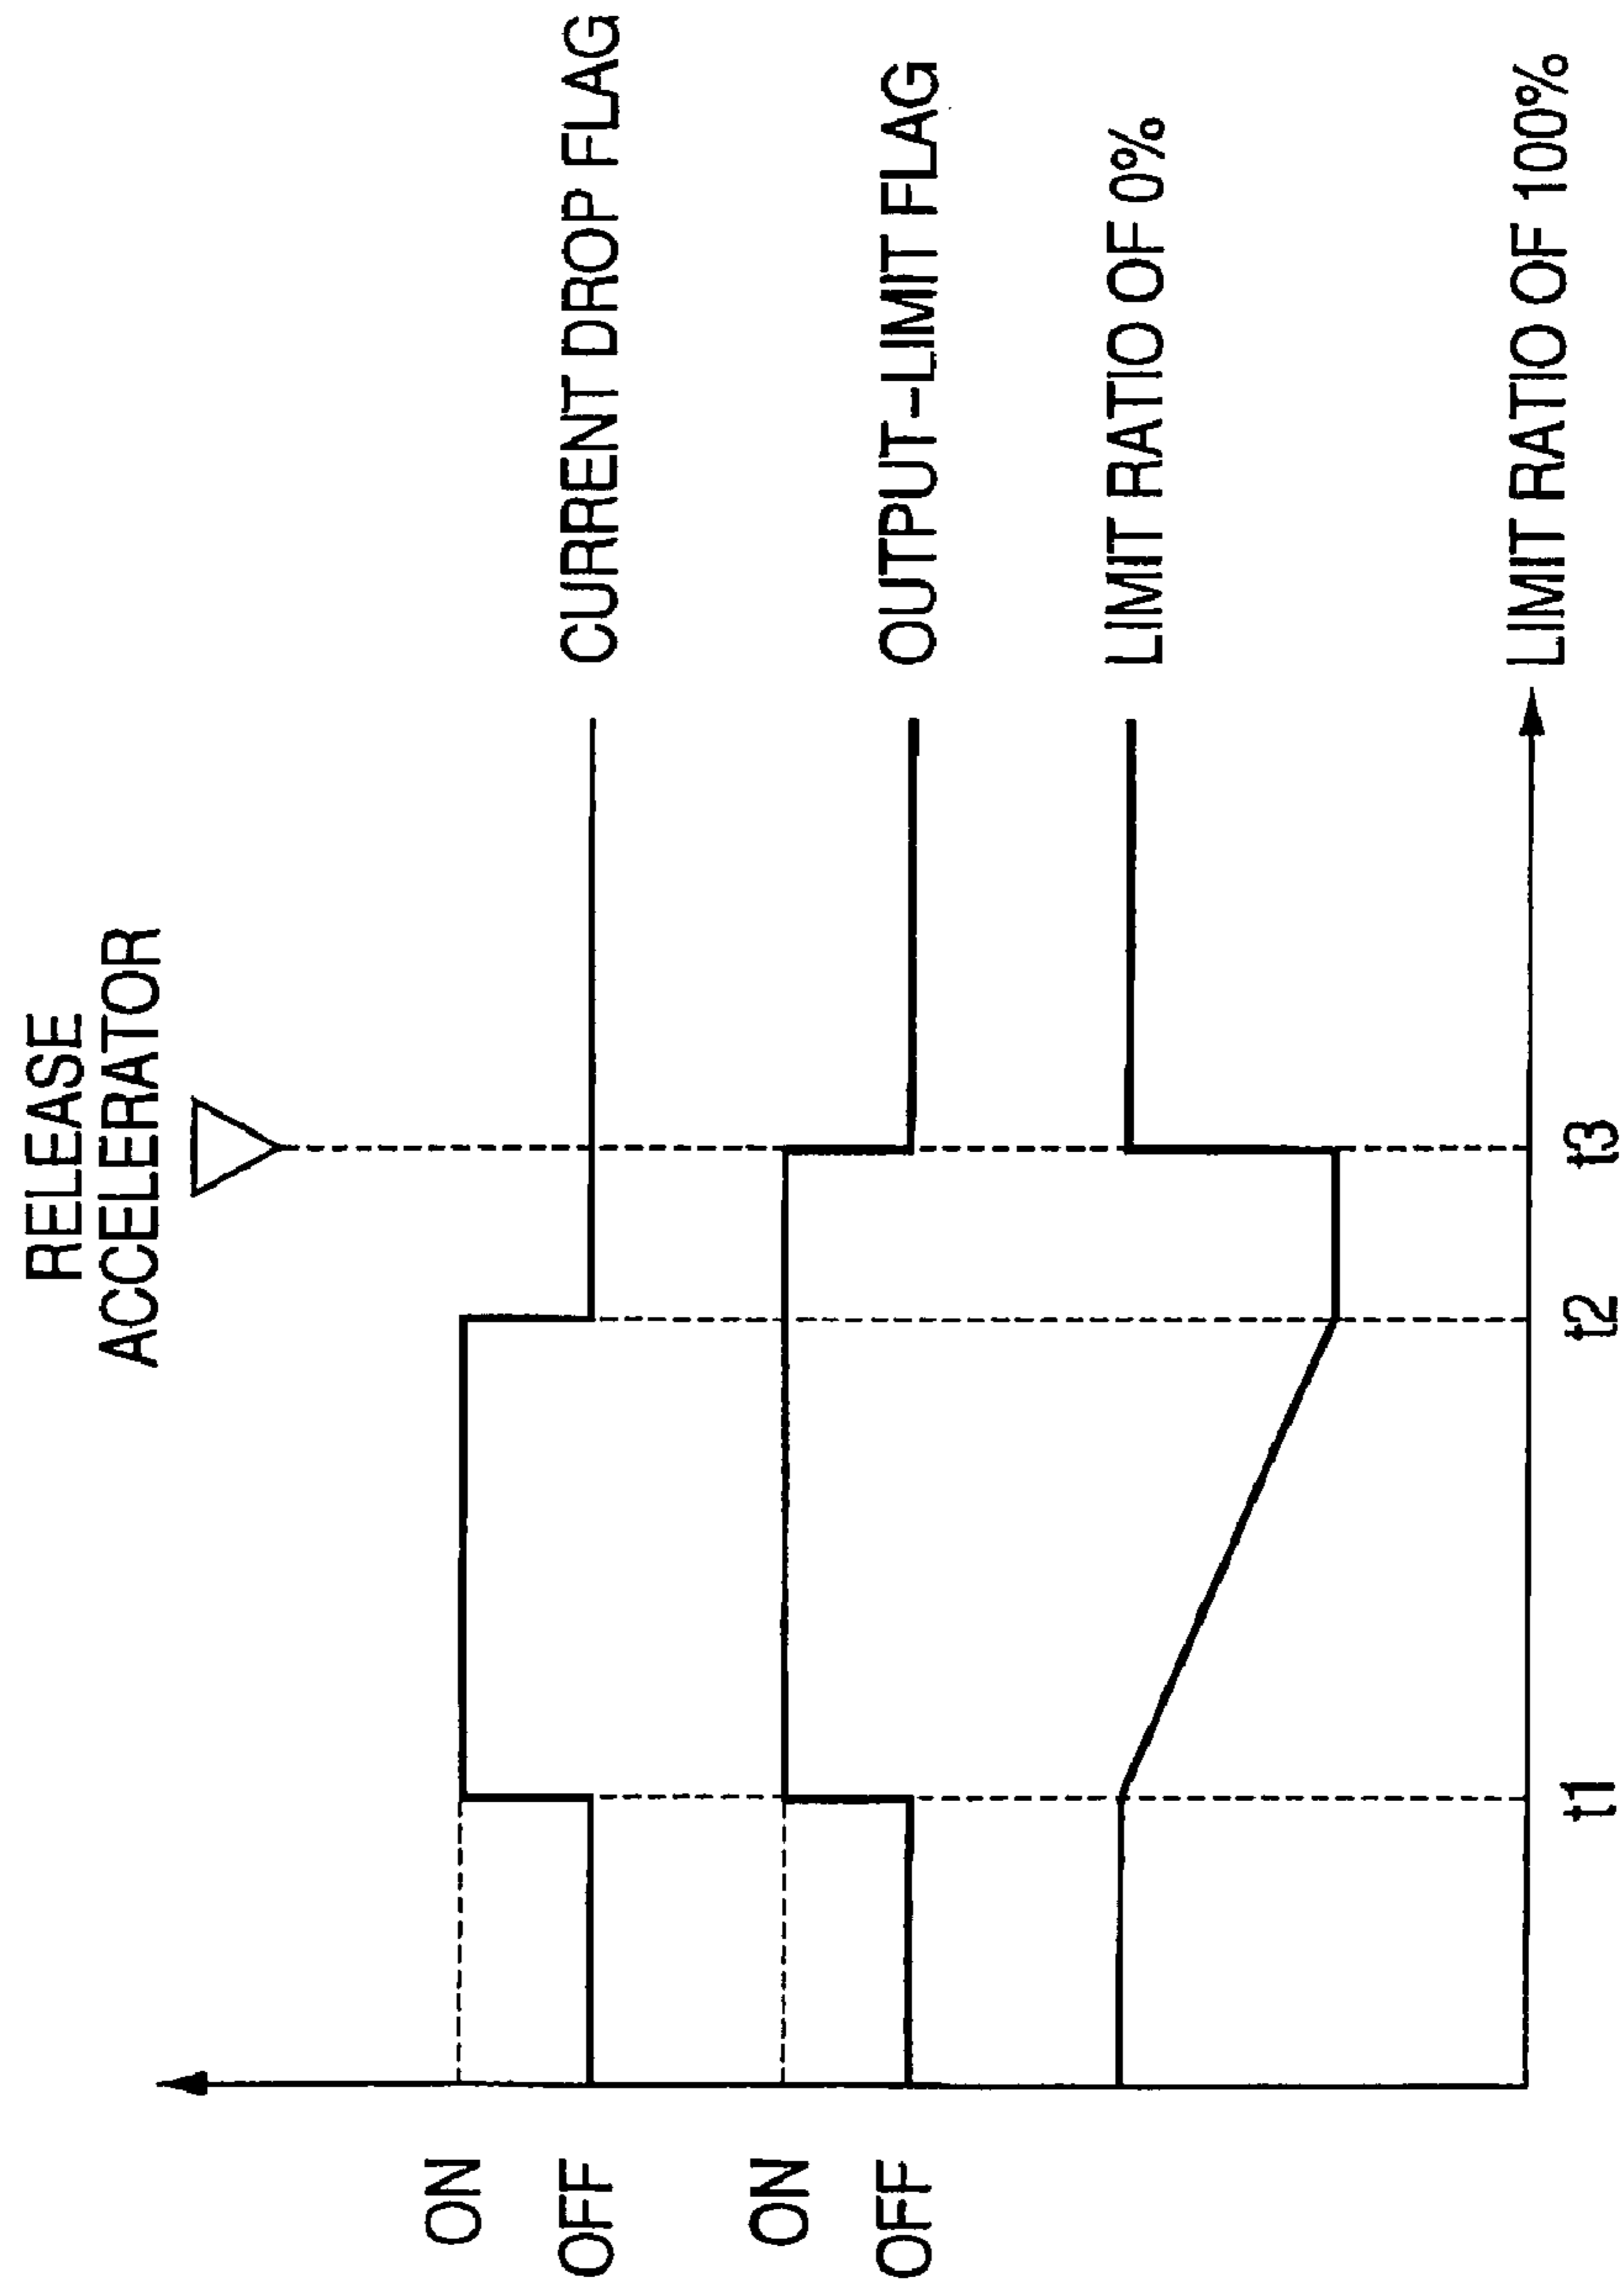 RELEASE
ACCELERATOR
ON
OFF
CURRENT DROP FLAG
ON
OFF
OUTPUT-LIMIT FLAG
LIMIT RATIO OF 0%
LIMIT RATIO OF 100%
t1
t2
t3